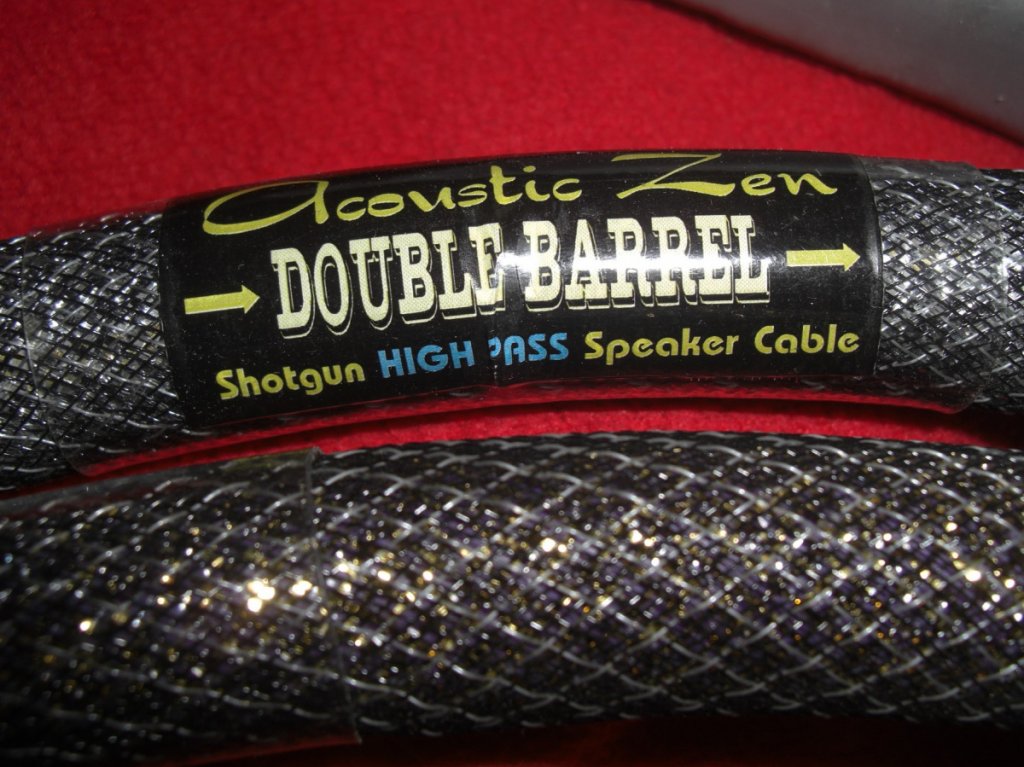 Acoustic Zen
→ DOUBLE BARREL →
Shotgun HIGH PASS Speaker Cable